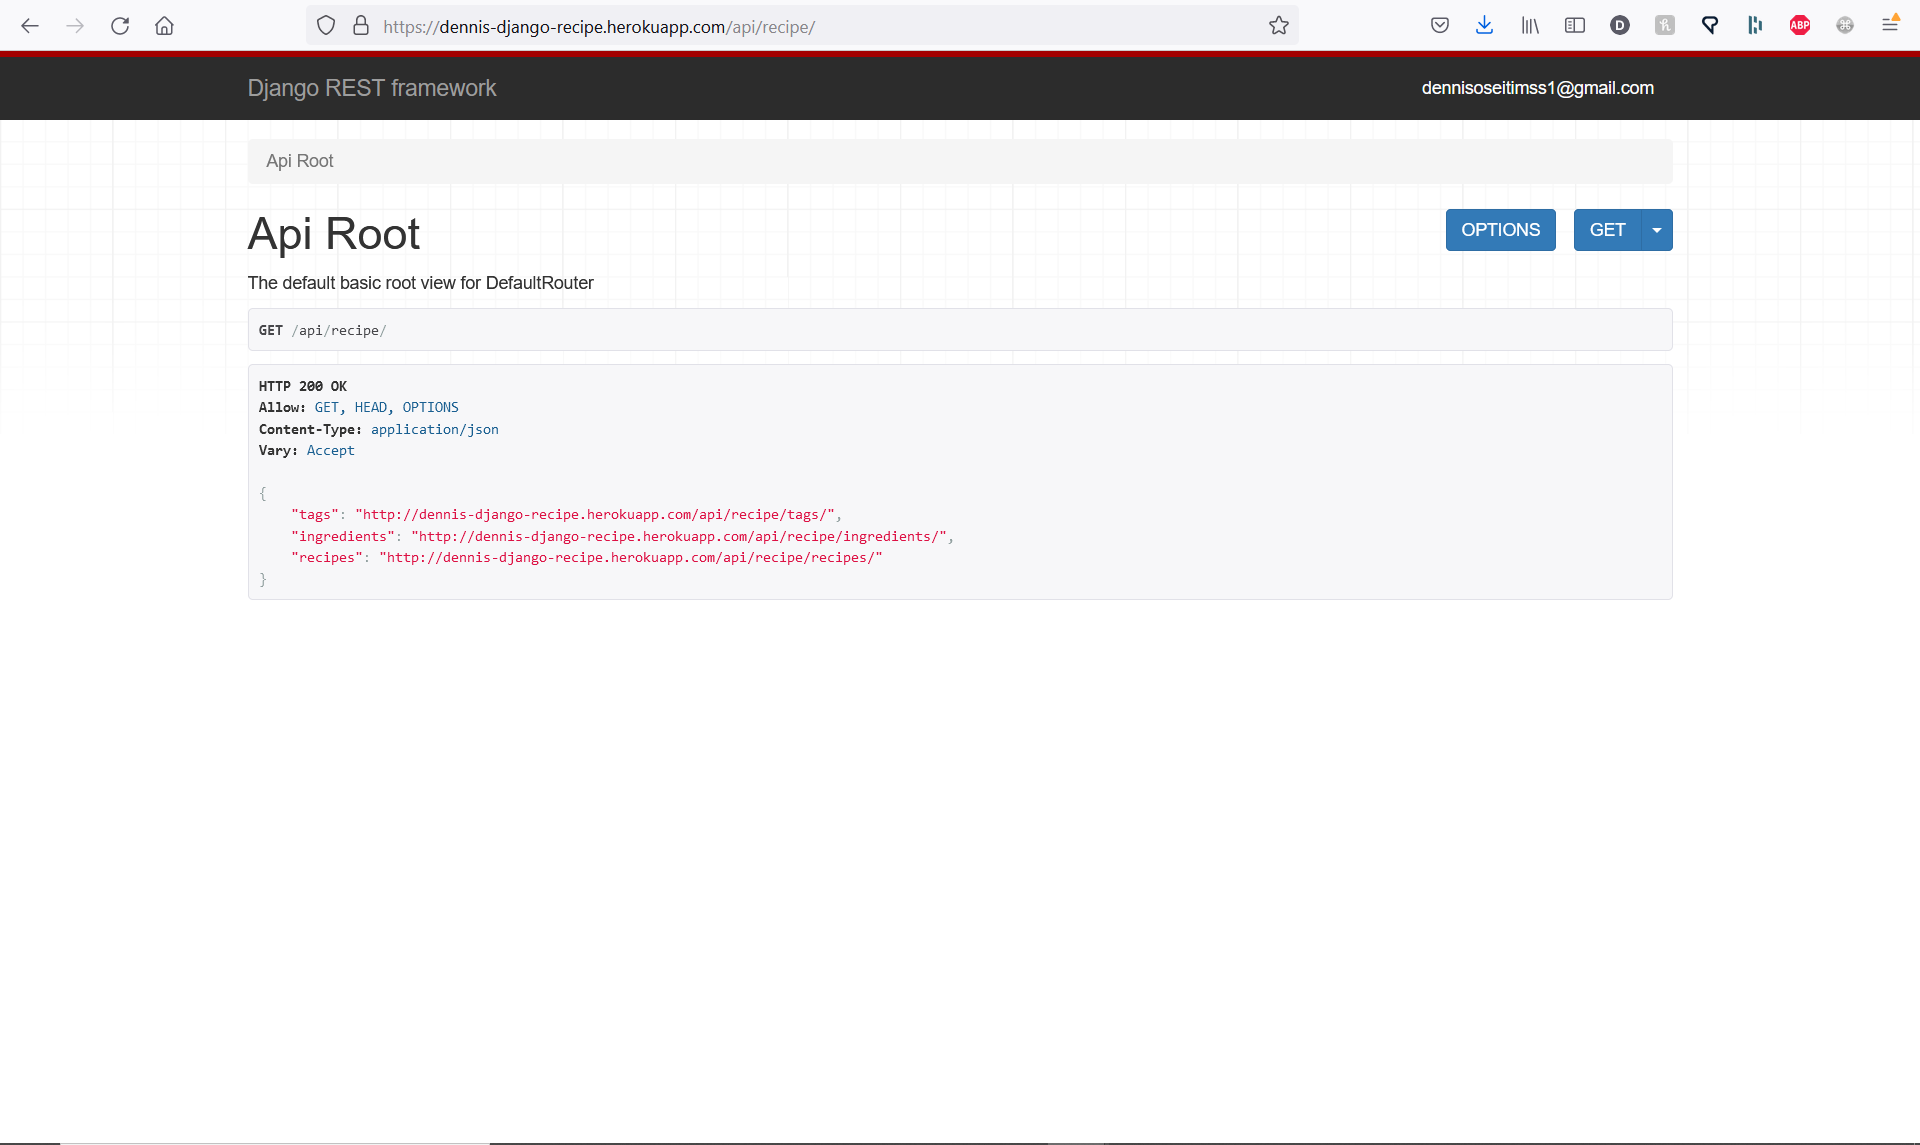 https://dennis-django-recipe.herokuapp.com/api/recipe/
D
ABP
Django REST framework
dennisoseitimss1@gmail.com
Api Root
Api Root
OPTIONS
GET
The default basic root view for DefaultRouter
GET /api/recipe/
HTTP 200 OK
Allow: GET, HEAD, OPTIONS
Content-Type: application/json
Vary: Accept
{
    "tags": "http://dennis-django-recipe.herokuapp.com/api/recipe/tags/",
    "ingredients": "http://dennis-django-recipe.herokuapp.com/api/recipe/ingredients/",
    "recipes": "http://dennis-django-recipe.herokuapp.com/api/recipe/recipes/"
}